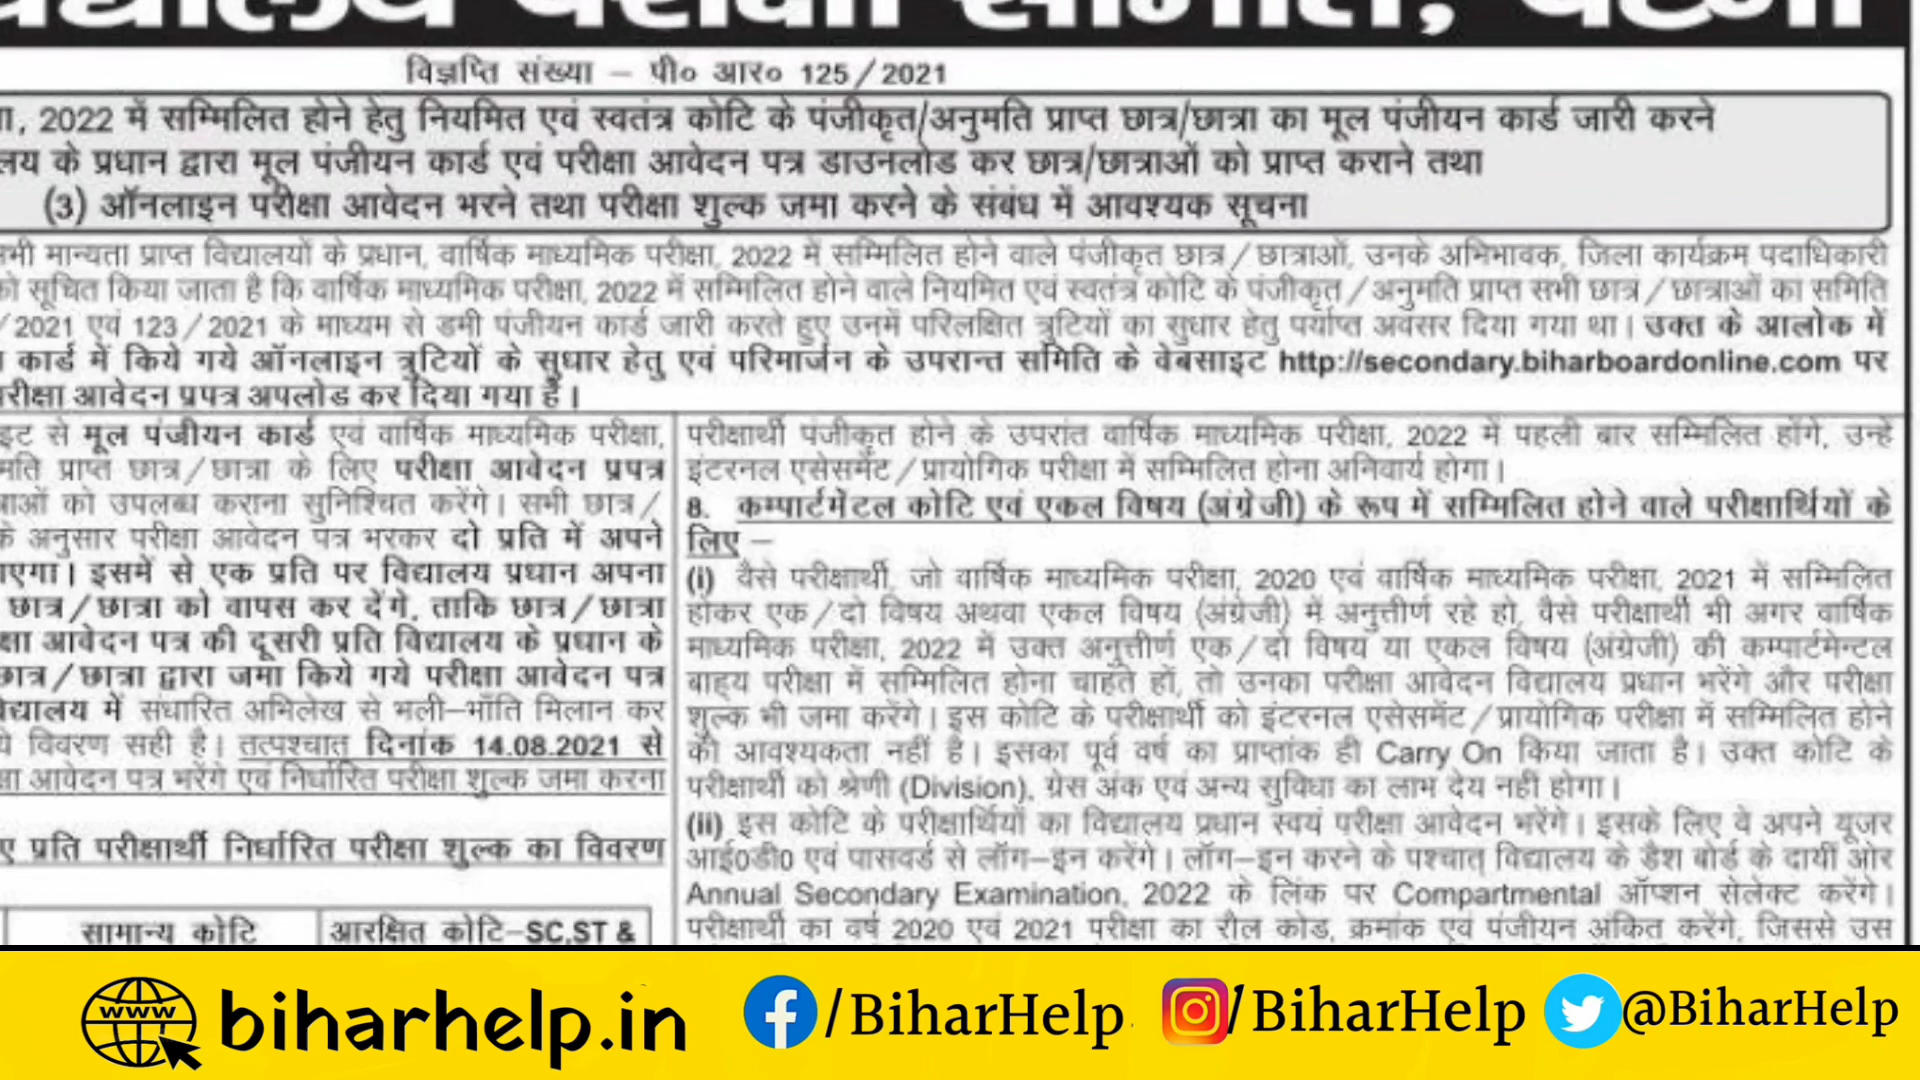 विद्यालय परीक्षा समिति, पटना
विज्ञप्ति संख्या – पी० आर० 125/2021
2022 में सम्मिलित होने हेतु नियमित एवं स्वतंत्र कोटि के पंजीकृत/अनुमति प्राप्त छात्र/छात्रा का मूल पंजीयन कार्ड जारी करने
के प्रधान द्वारा मूल पंजीयन कार्ड एवं परीक्षा आवेदन पत्र डाउनलोड कर छात्र/छात्राओं को प्राप्त कराने तथा
(3) ऑनलाइन परीक्षा आवेदन भरने तथा परीक्षा शुल्क जमा करने के संबंध में आवश्यक सूचना
मान्यता प्राप्त विद्यालयों के प्रधान, वार्षिक माध्यमिक परीक्षा, 2022 में सम्मिलित होने वाले पंजीकृत छात्र/छात्राओं, उनके अभिभावक, जिला कार्यक्रम पदाधिकारी
को सूचित किया जाता है कि वार्षिक माध्यमिक परीक्षा, 2022 में सम्मिलित होने वाले नियमित एवं स्वतंत्र कोटि के पंजीकृत/अनुमति प्राप्त सभी छात्र/छात्राओं का समिति
/2021 एवं 123/2021 के माध्यम से डमी पंजीयन कार्ड जारी करते हुए उनमें परिलक्षित त्रुटियों का सुधार हेतु पर्याप्त अवसर दिया गया था। उक्त के आलोक में
कार्ड में किये गये ऑनलाइन त्रुटियों के सुधार हेतु एवं परिमार्जन के उपरान्त समिति के वेबसाइट http://secondary.biharboardonline.com पर
परीक्षा आवेदन प्रपत्र अपलोड कर दिया गया है।
से मूल पंजीयन कार्ड एवं वार्षिक माध्यमिक परीक्षा,
प्राप्त छात्र/छात्रा के लिए परीक्षा आवेदन प्रपत्र
को उपलब्ध कराना सुनिश्चित करेंगे। सभी छात्र/
के अनुसार परीक्षा आवेदन पत्र भरकर दो प्रति में अपने
इसमें से एक प्रति पर विद्यालय प्रधान अपना
छात्र/छात्रा को वापस कर देंगे, ताकि छात्र/छात्रा
आवेदन पत्र की दूसरी प्रति विद्यालय के प्रधान के
छात्र/छात्रा द्वारा जमा किये गये परीक्षा आवेदन पत्र
विद्यालय में संधारित अभिलेख से भली–भाँति मिलान कर
विवरण सही है। तत्पश्चात् दिनांक 14.08.2021 से
आवेदन पत्र भरेंगे एवं निर्धारित परीक्षा शुल्क जमा करना
प्रति परीक्षार्थी निर्धारित परीक्षा शुल्क का विवरण
सामान्य कोटि आरक्षित कोटि–SC,ST &
परीक्षार्थी पंजीकृत होने के उपरांत वार्षिक माध्यमिक परीक्षा, 2022 में पहली बार सम्मिलित होंगे, उन्हें
इंटरनल एसेसमेंट/प्रायोगिक परीक्षा में सम्मिलित होना अनिवार्य होगा।
8. कम्पार्टमेंटल कोटि एवं एकल विषय (अंग्रेजी) के रूप में सम्मिलित होने वाले परीक्षार्थियों के
लिए –
(i) वैसे परीक्षार्थी, जो वार्षिक माध्यमिक परीक्षा, 2020 एवं वार्षिक माध्यमिक परीक्षा, 2021 में सम्मिलित
होकर एक/दो विषय अथवा एकल विषय (अंग्रेजी) में अनुत्तीर्ण रहे हो, वैसे परीक्षार्थी भी अगर वार्षिक
माध्यमिक परीक्षा, 2022 में उक्त अनुत्तीर्ण एक/दो विषय या एकल विषय (अंग्रेजी) की कम्पार्टमेन्टल
बाह्य परीक्षा में सम्मिलित होना चाहते हों, तो उनका परीक्षा आवेदन विद्यालय प्रधान भरेंगे और परीक्षा
शुल्क भी जमा करेंगे। इस कोटि के परीक्षार्थी को इंटरनल एसेसमेंट/प्रायोगिक परीक्षा में सम्मिलित होने
की आवश्यकता नहीं है। इसका पूर्व वर्ष का प्राप्तांक ही Carry On किया जाता है। उक्त कोटि के
परीक्षार्थी को श्रेणी (Division), ग्रेस अंक एवं अन्य सुविधा का लाभ देय नही होगा।
(ii) इस कोटि के परीक्षार्थियों का विद्यालय प्रधान स्वयं परीक्षा आवेदन भरेंगे। इसके लिए वे अपने यूजर
आई0डी0 एवं पासवर्ड से लॉग–इन करेंगे। लॉग–इन करने के पश्चात् विद्यालय के डैश बोर्ड के दायीं ओर
Annual Secondary Examination, 2022 के लिंक पर Compartmental ऑप्शन सेलेक्ट करेंगे।
परीक्षार्थी का वर्ष 2020 एवं 2021 परीक्षा का रौल कोड, क्रमांक एवं पंजीयन अंकित करेंगे, जिससे उस
www biharhelp.in /BiharHelp /BiharHelp @BiharHelp